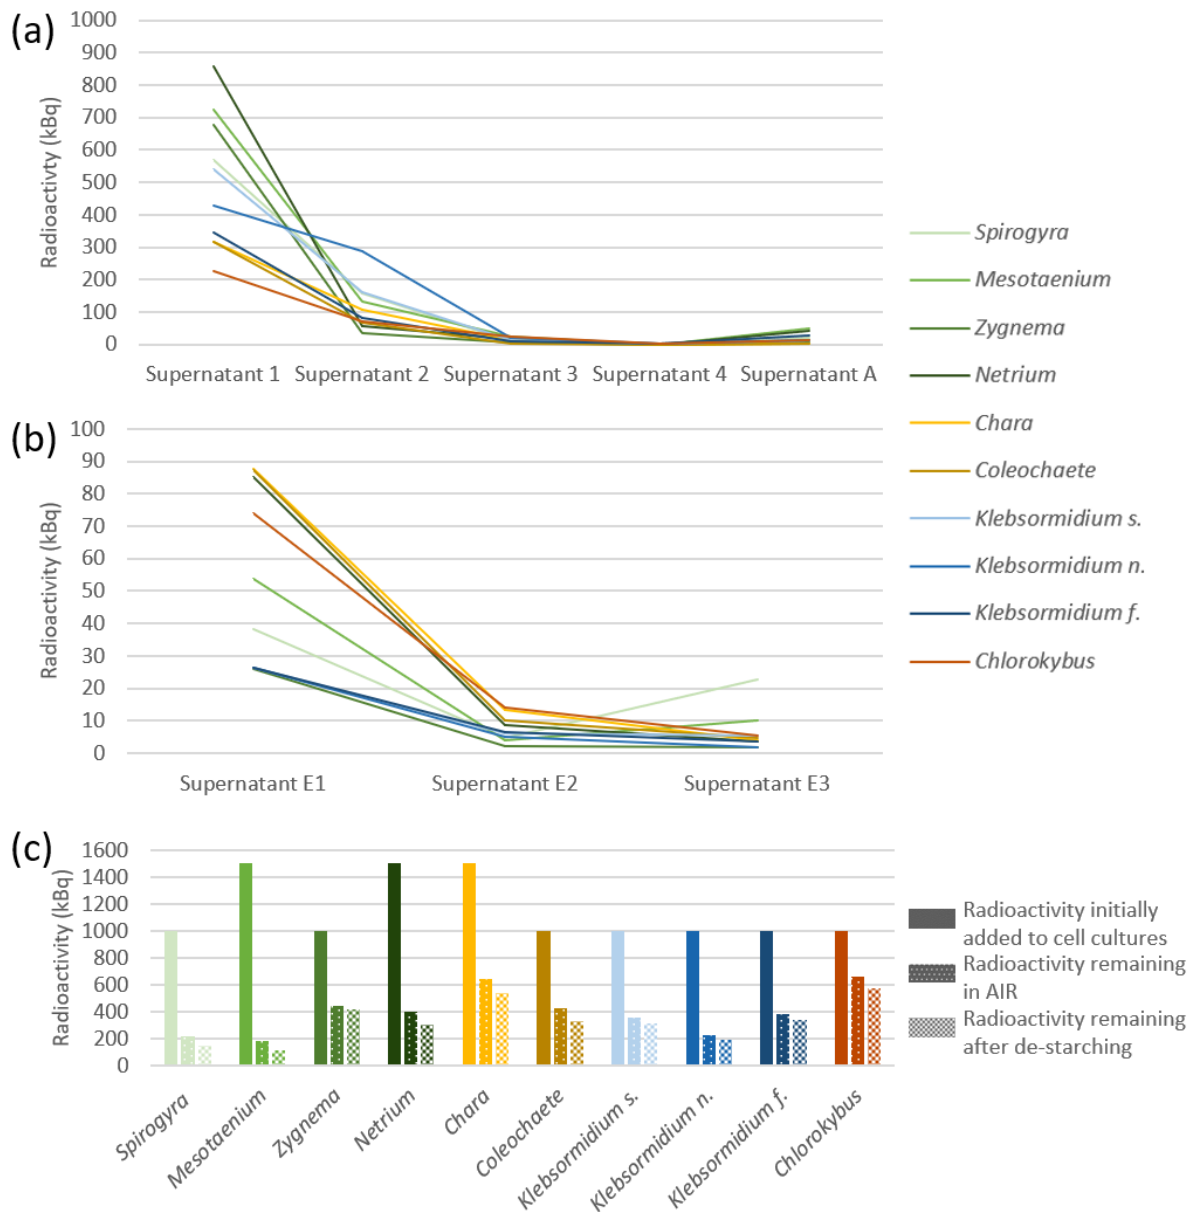 (a)
1000
900
800
700
600
500
400
300
200
100
0
Radioactivty (kBq)
Supernatant 1
Supernatant 2
Supernatant 3
Supernatant 4
Supernatant A
Spirogyra
Mesotaenium
Zygnema
Netrium
Chara
Coleochaete
Klebsormidium s.
Klebsormidium n.
Klebsormidium f.
Chlorokybus
(b)
100
90
80
70
60
50
40
30
20
10
0
Radioactivity (kBq)
Supernatant E1
Supernatant E2
Supernatant E3
(c)
1600
1400
1200
1000
800
600
400
200
0
Radioactivity (kBq)
Spirogyra
Mesotaenium
Zygnema
Netrium
Chara
Coleochaete
Klebsormidium s.
Klebsormidium n.
Klebsormidium f.
Chlorokybus
Radioactivity initially
added to cell cultures
Radioactivity remaining
in AIR
Radioactivity remaining
after de-starching